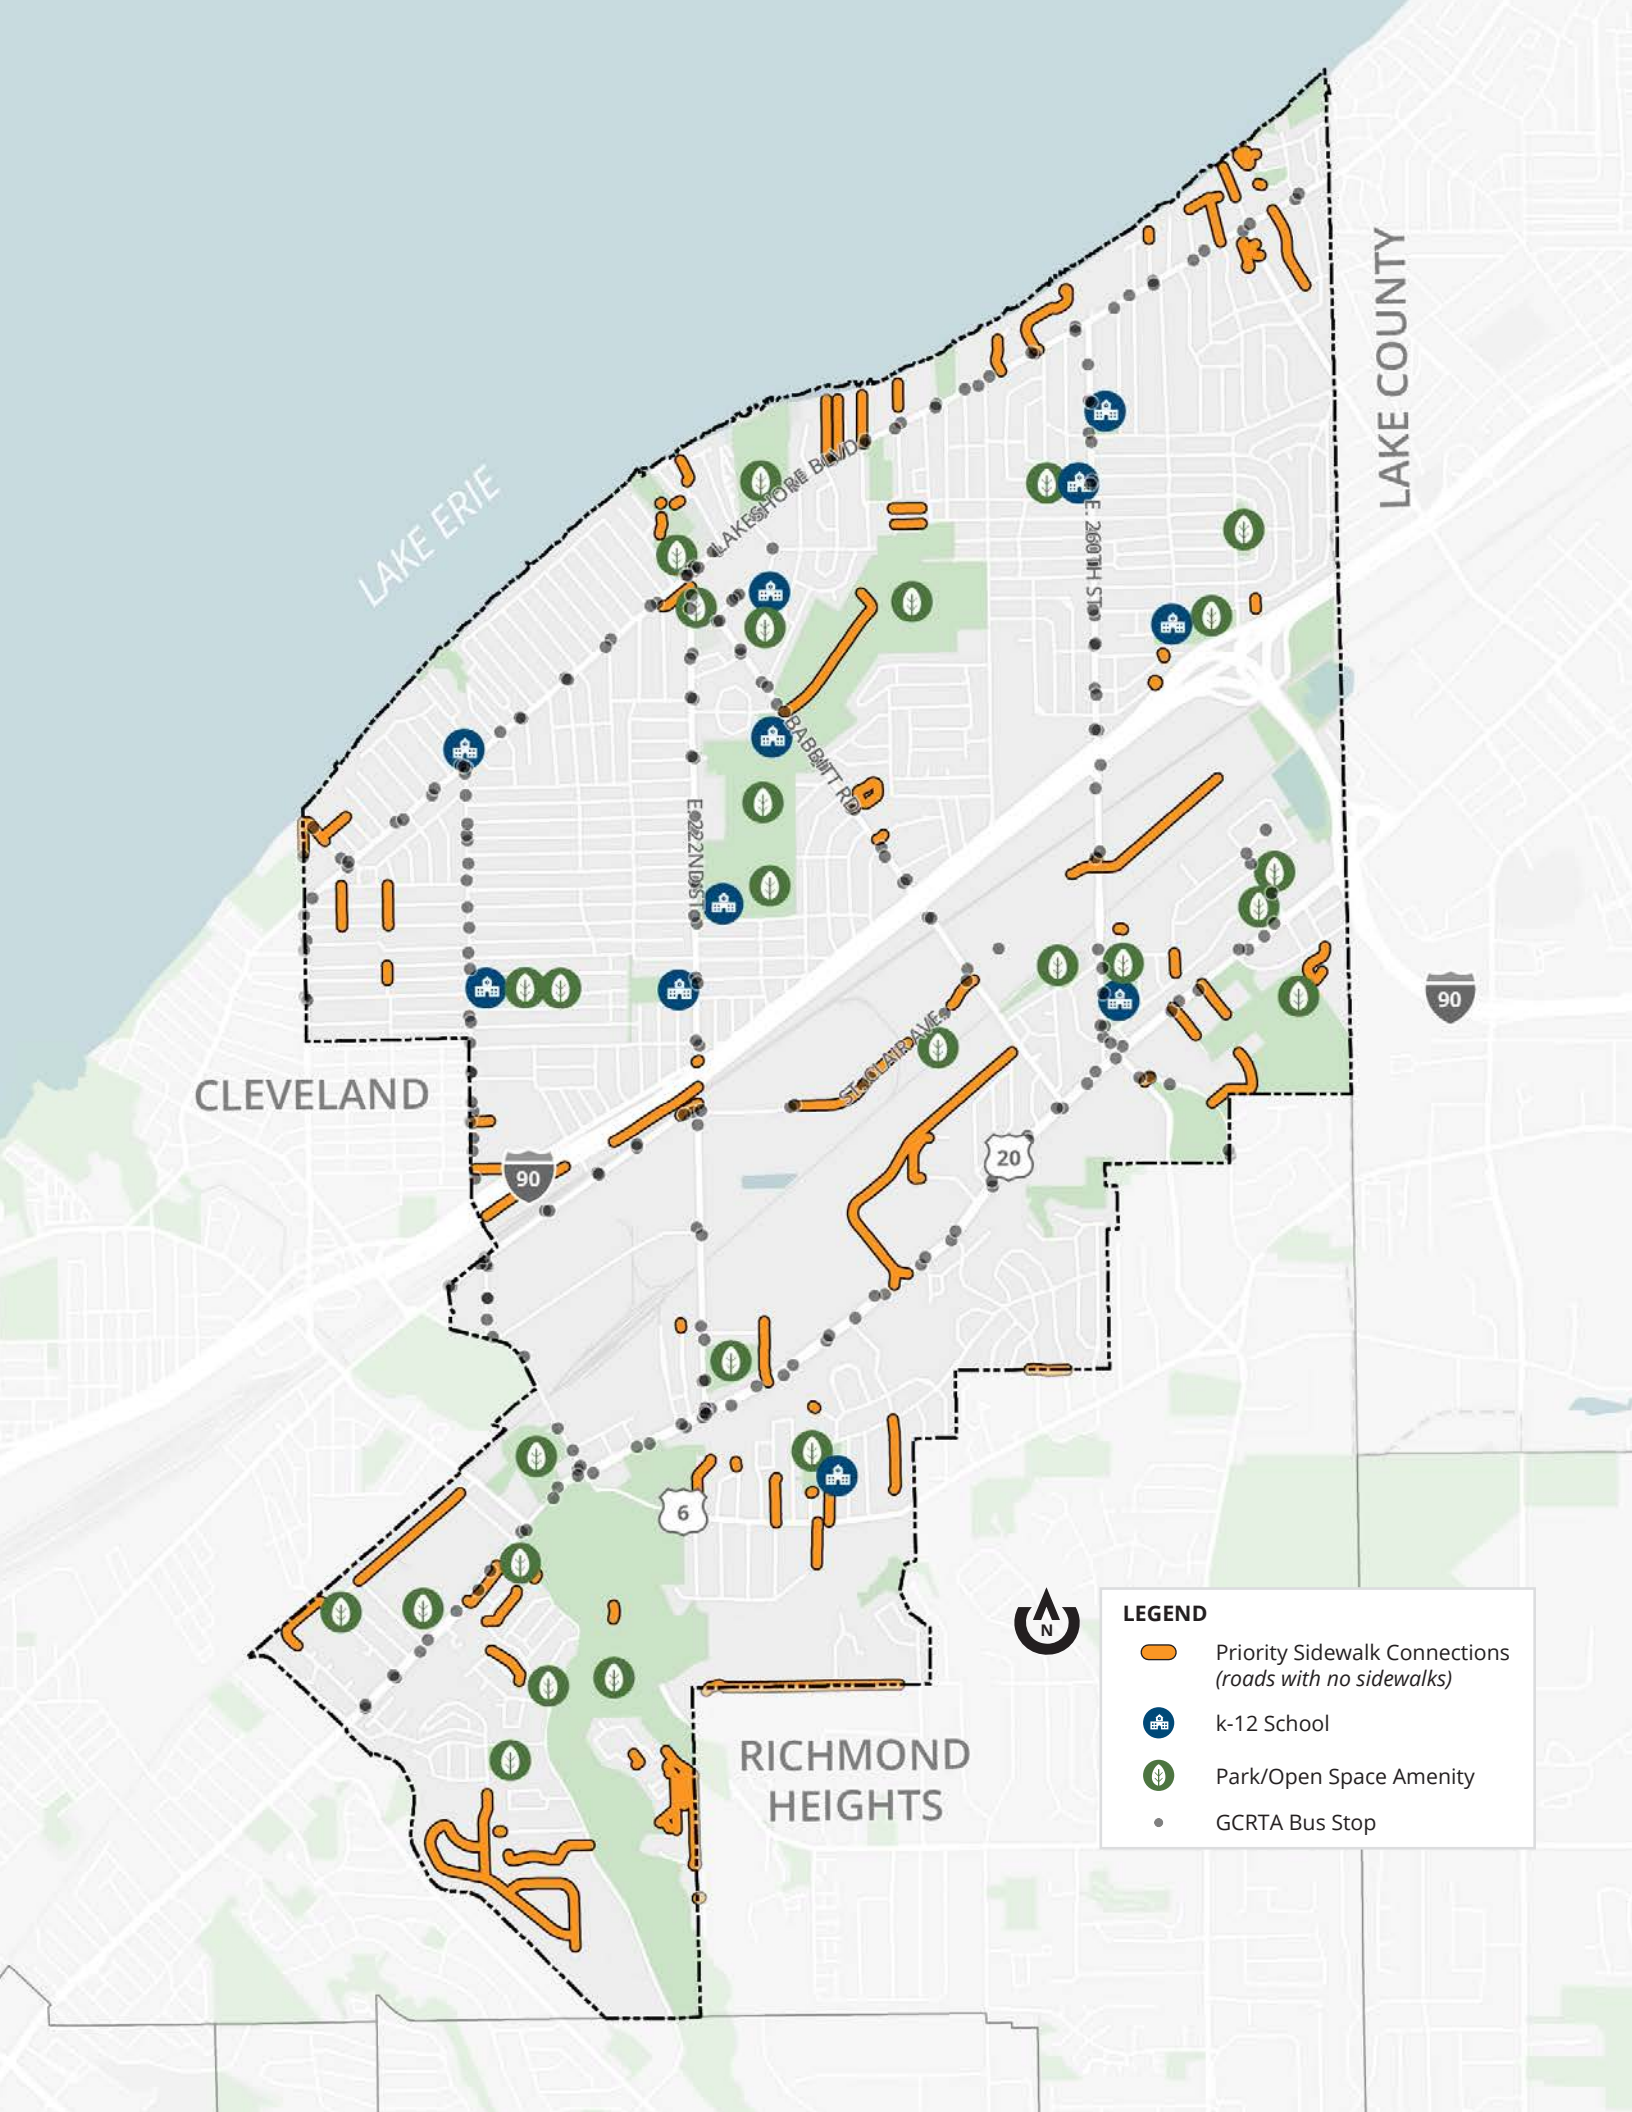 LAKE COUNTY
LAKE ERIE
LAKESHORE BLVD
E. 260TH ST
BABBITT RD
E. 222ND ST
90
ST. CLAIR AVE
CLEVELAND
90
20
6
N
LEGEND
Priority Sidewalk Connections
(roads with no sidewalks)
k-12 School
Park/Open Space Amenity
GCRTA Bus Stop
RICHMOND
HEIGHTS